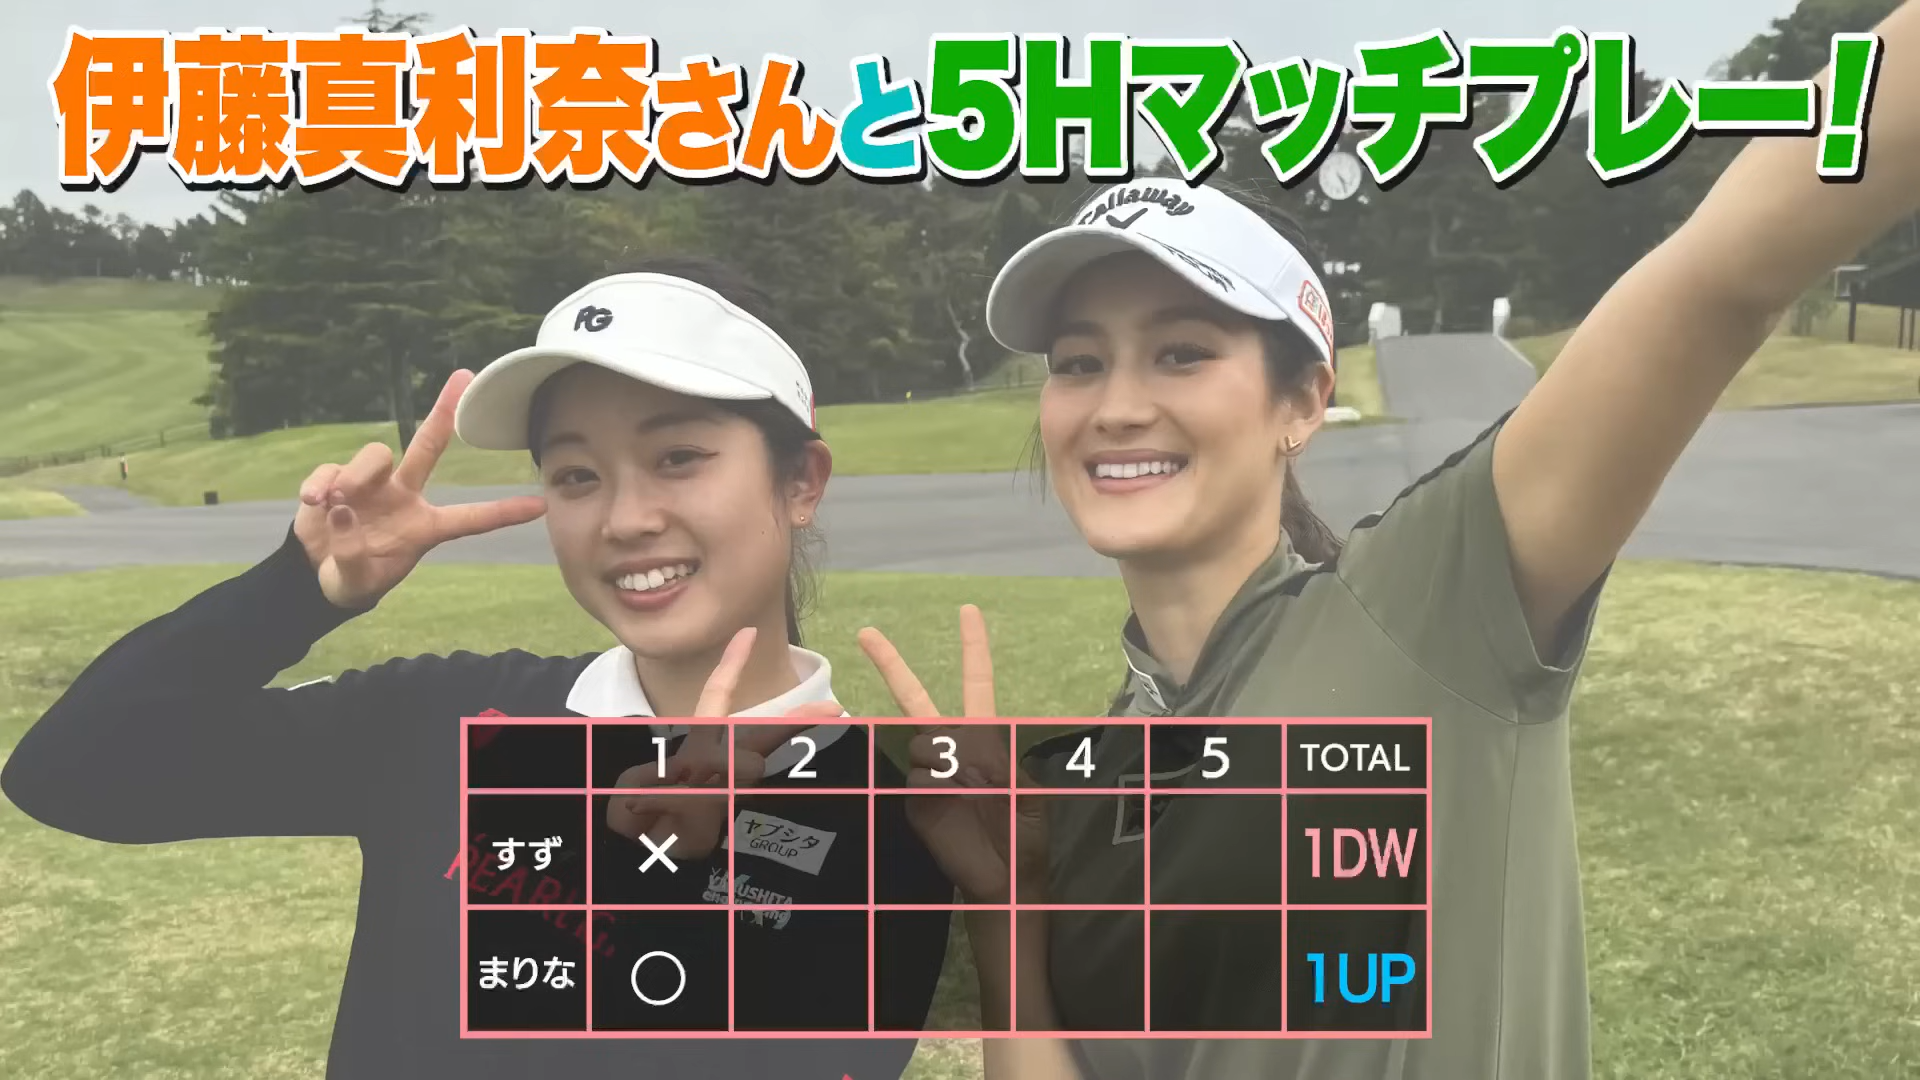 伊藤真利奈さんと5Hマッチプレー!
Callaway
PG
1 2 3 4 5 TOTAL
すず × 1DW
ヤブシタ
GROUP
PEARLY
まりな ○ 1UP